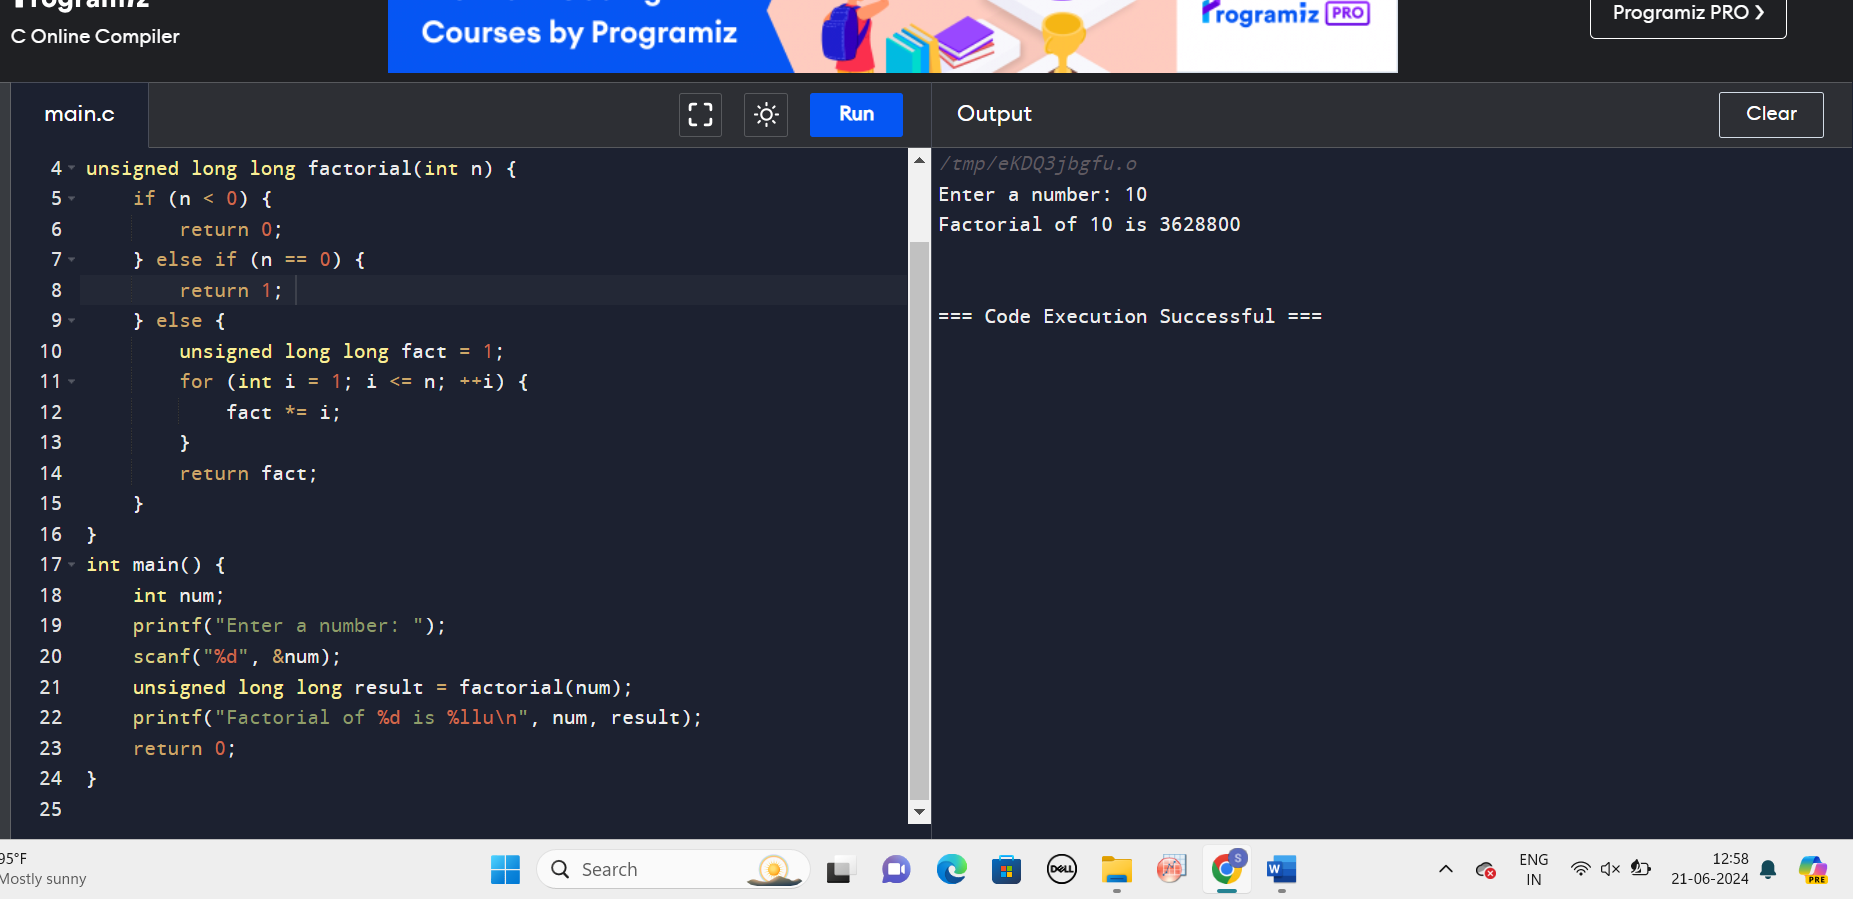 Programiz
C Online Compiler
Courses by Programiz
Programiz PRO
Programiz PRO ❯
main.c
Run
Output
Clear
4 unsigned long long factorial(int n) {
5     if (n < 0) {
6         return 0;
7     } else if (n == 0) {
8         return 1;
9     } else {
10         unsigned long long fact = 1;
11         for (int i = 1; i <= n; ++i) {
12             fact *= i;
13         }
14         return fact;
15     }
16 }
17 int main() {
18     int num;
19     printf("Enter a number: ");
20     scanf("%d", &num);
21     unsigned long long result = factorial(num);
22     printf("Factorial of %d is %llu\n", num, result);
23     return 0;
24 }
25
/tmp/eKDQ3jbgfu.o
Enter a number: 10
Factorial of 10 is 3628800
=== Code Execution Successful ===
95°F
Mostly sunny
Search
DELL
S
W
ENG
IN
12:58
21-06-2024
PRE